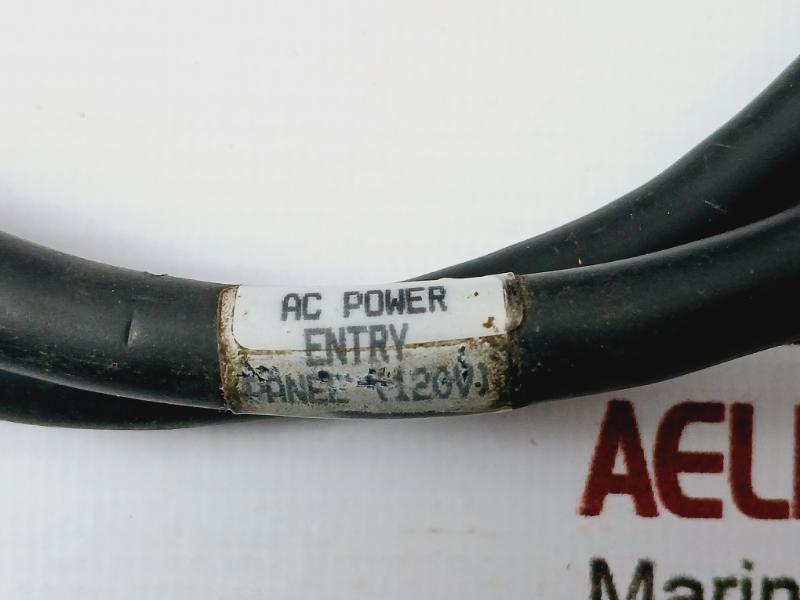 AC POWER
ENTRY
PANEL (120V)
AEL
Marin